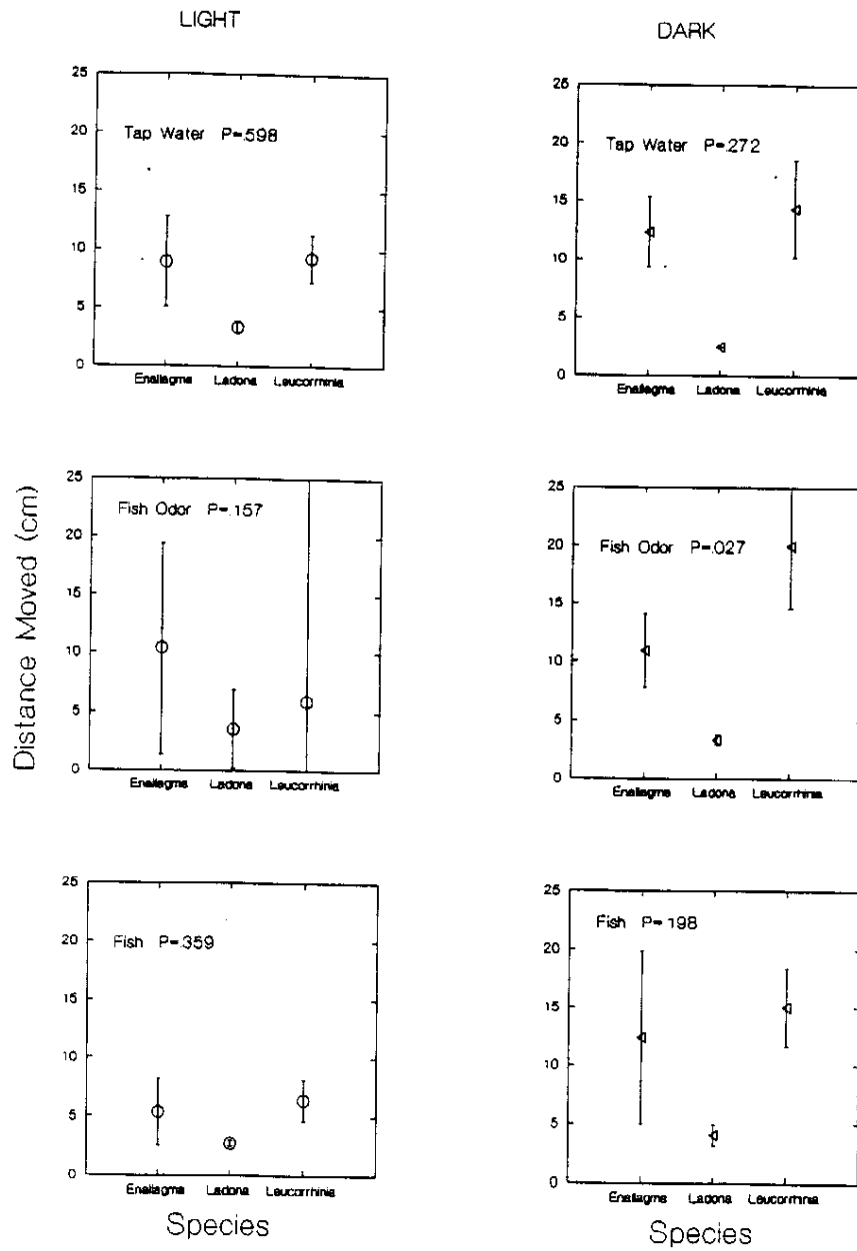 LIGHT
DARK
25
20
15
10
5
0
Tap Water P=.598
Enallagma Ladona Leucorrhinia
25
20
15
10
5
0
Tap Water P=.272
Enallagma Ladona Leucorrhinia
Distance Moved (cm)
25
20
15
10
5
0
Fish Odor P=.157
Enallagma Ladona Leucorrhinia
25
20
15
10
5
0
Fish Odor P=.027
Enallagma Ladona Leucorrhinia
25
20
15
10
5
0
Fish P=.359
Enallagma Ladona Leucorrhinia
Species
25
20
15
10
5
0
Fish P=.198
Enallagma Ladona Leucorrhinia
Species